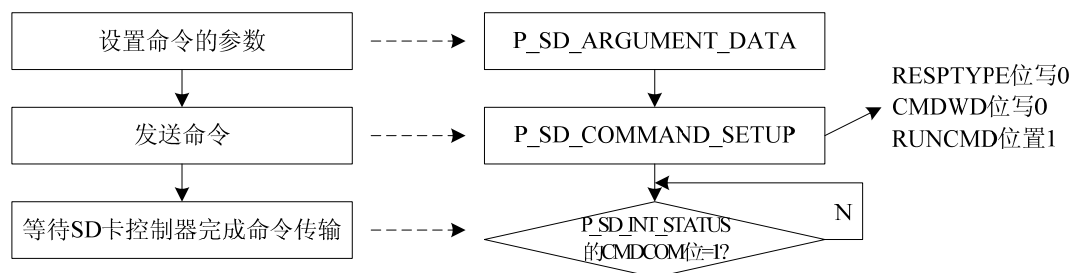 设置命令的参数
P_SD_ARGUMENT_DATA
发送命令
P_SD_COMMAND_SETUP
RESPTYPE位写0
CMDWD位写0
RUNCMD位置1
等待SD卡控制器完成命令传输
P_SD_INT_STATUS
的CMDCOM位=1?
N